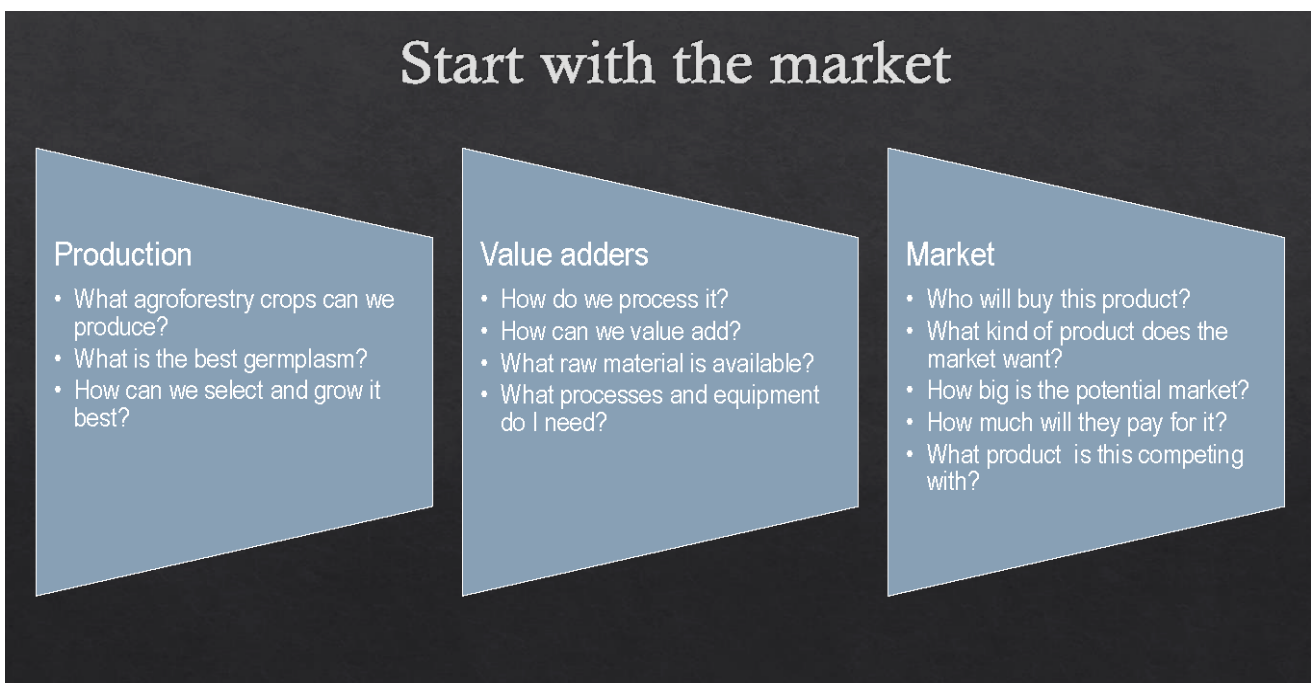 Start with the market
Production
• What agroforestry crops can we
produce?
• What is the best germplasm?
• How can we select and grow it
best?
Value adders
• How do we process it?
• How can we value add?
• What raw material is available?
• What processes and equipment
do I need?
Market
• Who will buy this product?
• What kind of product does the
market want?
• How big is the potential market?
• How much will they pay for it?
• What product  is this competing
with?